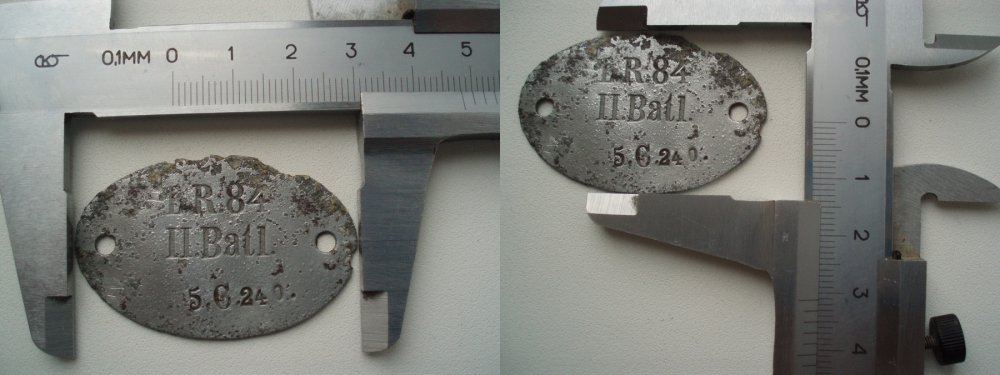 0,1MM 0 1 2 3 4 5
L.R.84
II.Batl.
5.C.240.
0,1MM
0
1
2
3
4
L.R.84
II.Batl.
5.C.240.